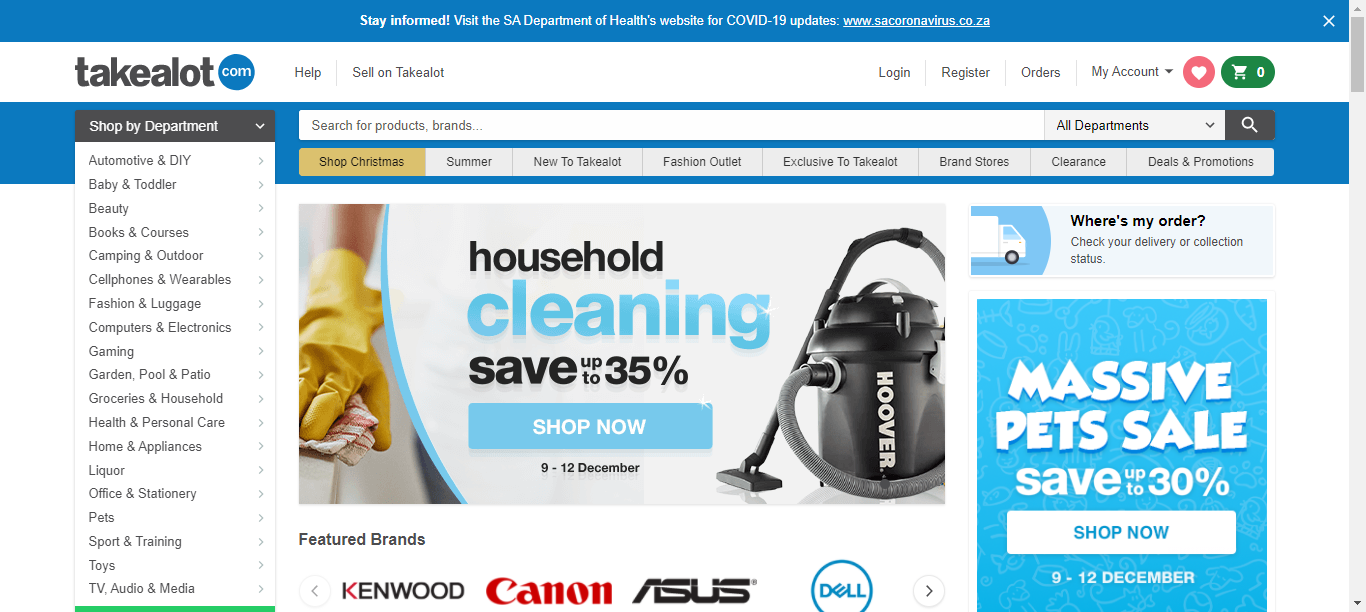 Stay informed! Visit the SA Department of Health's website for COVID-19 updates: www.sacoronavirus.co.za
takealot com
Help
Sell on Takealot
Login
Register
Orders
My Account
0
Shop by Department
Search for products, brands...
All Departments
Shop Christmas
Summer
New To Takealot
Fashion Outlet
Exclusive To Takealot
Brand Stores
Clearance
Deals & Promotions
Automotive & DIY
Baby & Toddler
Beauty
Books & Courses
Camping & Outdoor
Cellphones & Wearables
Fashion & Luggage
Computers & Electronics
Gaming
Garden, Pool & Patio
Groceries & Household
Health & Personal Care
Home & Appliances
Liquor
Office & Stationery
Pets
Sport & Training
Toys
TV, Audio & Media
household
cleaning
save up to 35%
SHOP NOW
9 - 12 December
HOOVER.
Where's my order?
Check your delivery or collection
status.
MASSIVE
PETS SALE
save up to 30%
SHOP NOW
9 - 12 DECEMBER
Featured Brands
KENWOOD
Canon
ASUS
DELL